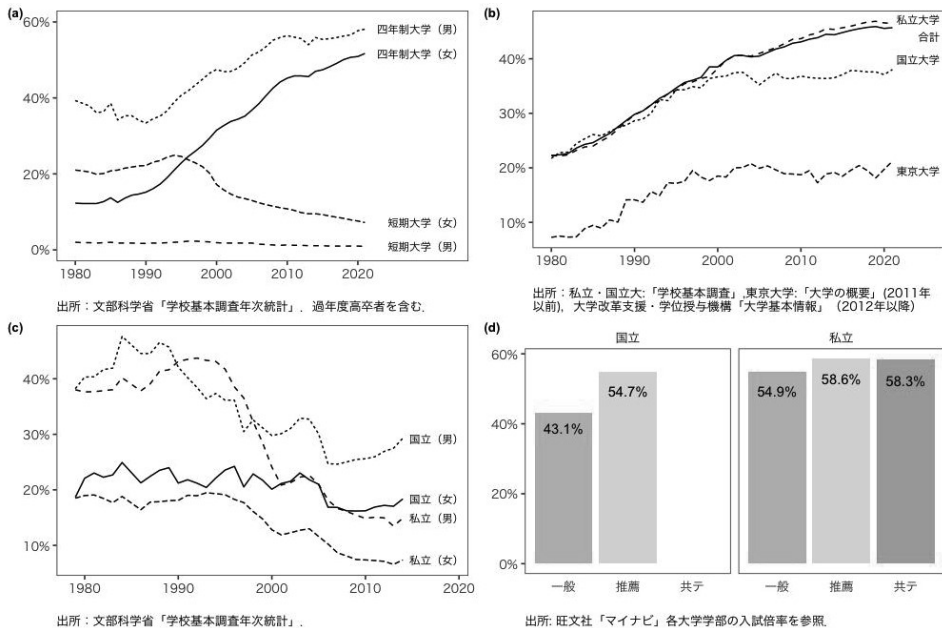 (a)
60%
40%
20%
0%
1980 1990 2000 2010 2020
四年制大学（男）
四年制大学（女）
短期大学（女）
短期大学（男）
出所：文部科学省「学校基本調査年次統計」．過年度高卒者を含む．
(b)
40%
30%
20%
10%
1980 1990 2000 2010 2020
私立大学
合計
国立大学
東京大学
出所：私立・国立大:「学校基本調査」,東京大学:「大学の概要」(2011年
以前)，大学改革支援・学位授与機構「大学基本情報」（2012年以降）
(c)
40%
30%
20%
10%
1980 1990 2000 2010 2020
国立（男）
国立（女）
私立（男）
私立（女）
出所：文部科学省「学校基本調査年次統計」．
(d)
国立 私立
60%
40%
20%
0%
43.1% 54.7% 54.9% 58.6% 58.3%
一般 推薦 共テ 一般 推薦 共テ
出所: 旺文社「マイナビ」各大学学部の入試倍率を参照.